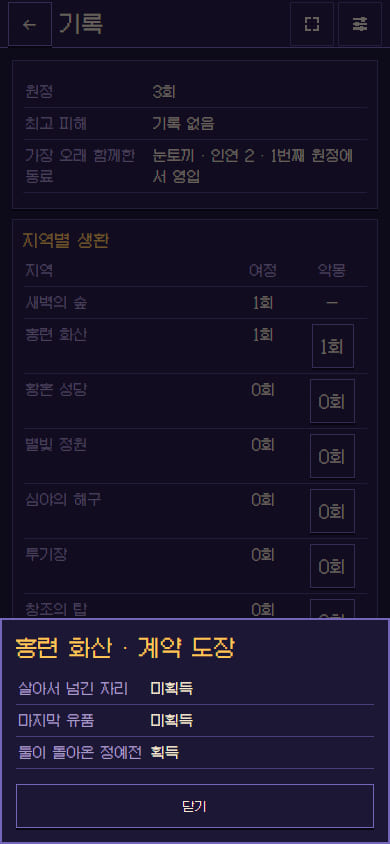 ← 기록
원정 3회
최고 피해 기록 없음
가장 오래 함께한 동료 눈토끼 · 인연 2 · 1번째 원정에서 영입
지역별 생환
지역 여정 악몽
새벽의 숲 1회 –
홍련 화산 1회 1회
황혼 성당 0회 0회
별빛 정원 0회 0회
심야의 해구 0회 0회
투기장 0회 0회
창조의 탑 0회 0회
홍련 화산 · 계약 도장
살아서 넘긴 자리 미획득
마지막 유품 미획득
둘이 돌아온 정예전 획득
닫기